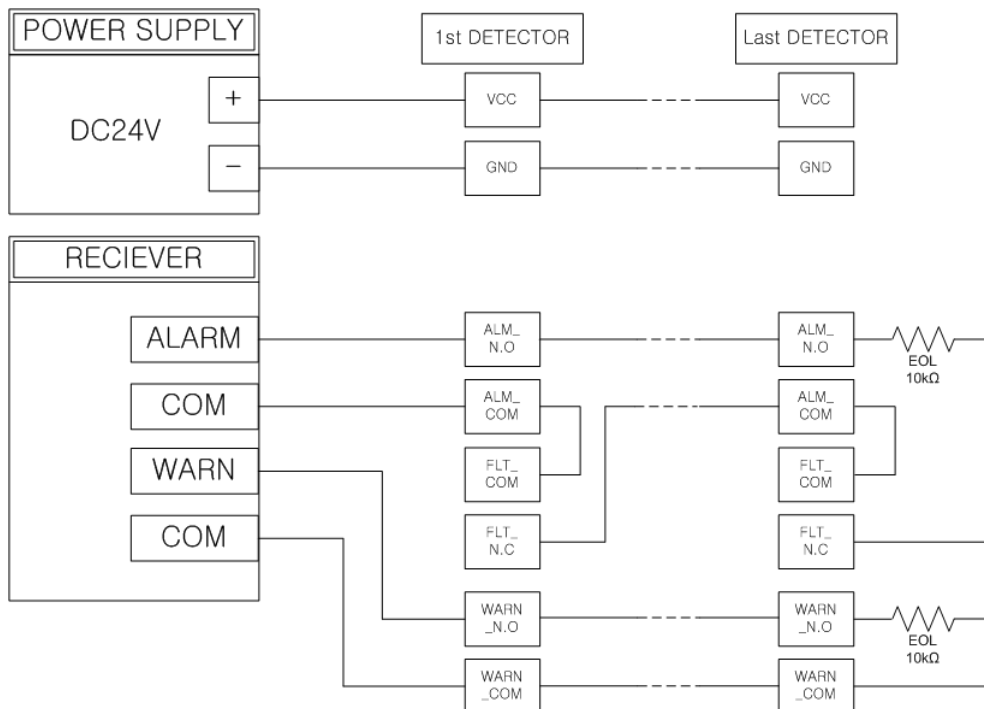 POWER SUPPLY
DC24V
+
−
1st DETECTOR
Last DETECTOR
VCC
VCC
GND
GND
RECIEVER
ALARM
COM
WARN
COM
ALM_
N.O
ALM_
N.O
EOL
10kΩ
ALM_
COM
ALM_
COM
FLT_
COM
FLT_
COM
FLT_
N.C
FLT_
N.C
WARN
_N.O
WARN
_N.O
EOL
10kΩ
WARN
_COM
WARN
_COM